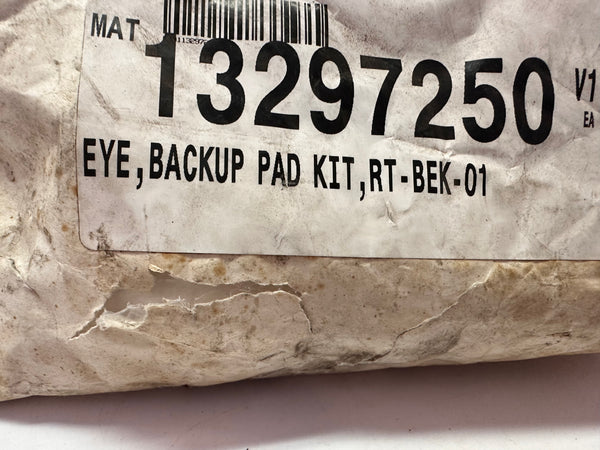 MAT 13297250 V1
EA
EYE,BACKUP PAD KIT,RT-BEK-01